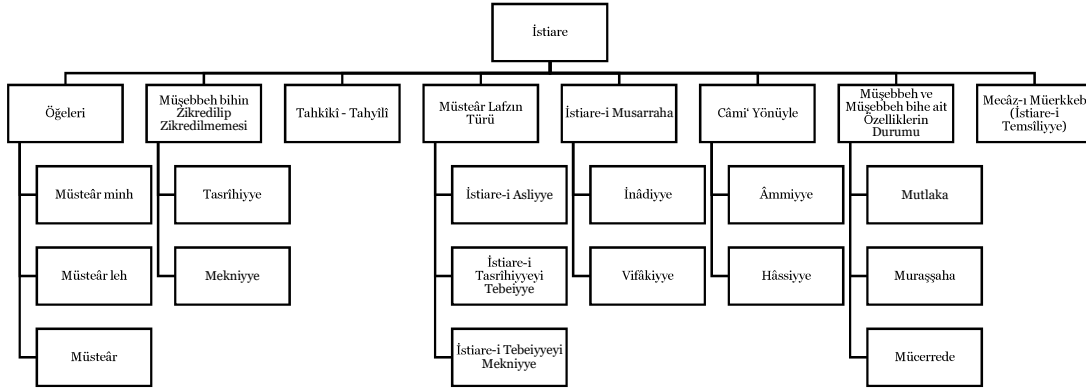 İstiare
Öğeleri
Müstear minh
Müsteâr leh
Müsteâr
Müşebbeh bihin
Zikredilip
Zikredilmemesi
Tasrîhiyye
Mekniyye
Tahkîkî - Tahyîlî
Müsteâr Lafzın
Türü
İstiare-i Asliyye
İstiare-i
Tasrîhiyyeyi
Tebeiyye
İstiare-i Tebeiyyeyi
Mekniyye
İstiare-i Musarraha
İnâdiyye
Vifâkiyye
Câmi‘ Yönüyle
Âmmiyye
Hâssiyye
Müşebbeh ve
Müşebbeh bihe ait
Özelliklerin
Durumu
Mutlaka
Muraşşaha
Mücerrede
Mecâz-ı Müerkkeb
(İstiare-i
Temsîliyye)